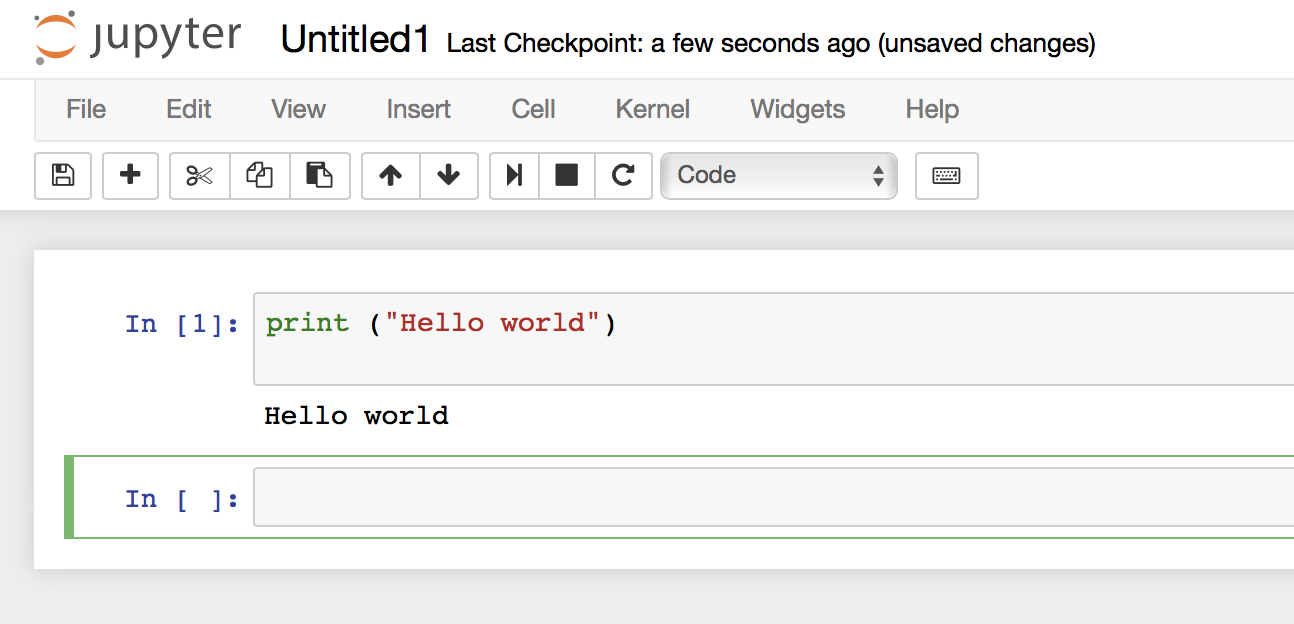 jupyter Untitled1 Last Checkpoint: a few seconds ago (unsaved changes)
File Edit View Insert Cell Kernel Widgets Help
Code
In [1]: print ("Hello world")
Hello world
In [ ]: